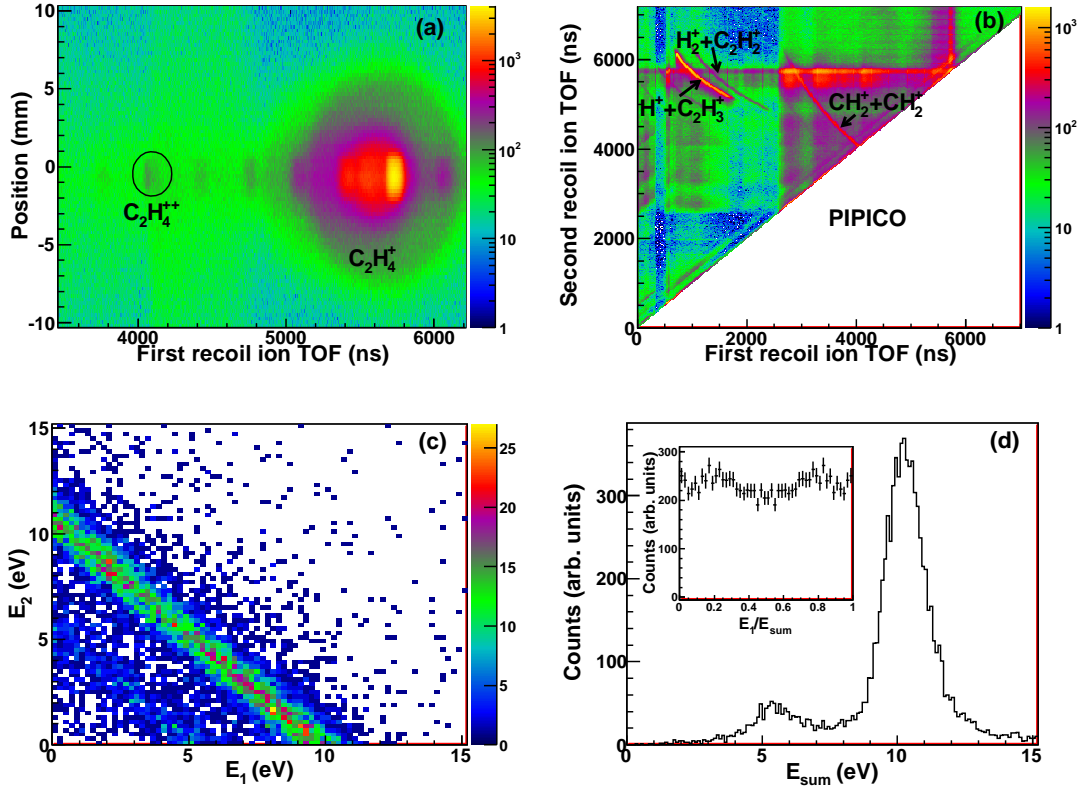 (a)
Position (mm)
10
5
0
−5
−10
C₂H₄⁺⁺
C₂H₄⁺
4000 5000 6000
First recoil ion TOF (ns)
10³
10²
10
1
(b)
Second recoil ion TOF (ns)
6000
4000
2000
0
H₂⁺+C₂H₂⁺
H⁺+C₂H₃⁺
CH₂⁺+CH₂⁺
PIPICO
0 2000 4000 6000
First recoil ion TOF (ns)
10³
10²
10
1
(c)
E₂ (eV)
15
10
5
0
0 5 10 15
E₁ (eV)
25
20
15
10
5
0
(d)
Counts (arb. units)
300
200
100
0
0 5 10 15
E_sum (eV)
Counts (arb. units)
300
200
100
0
0 0.2 0.4 0.6 0.8 1
E₁/E_sum